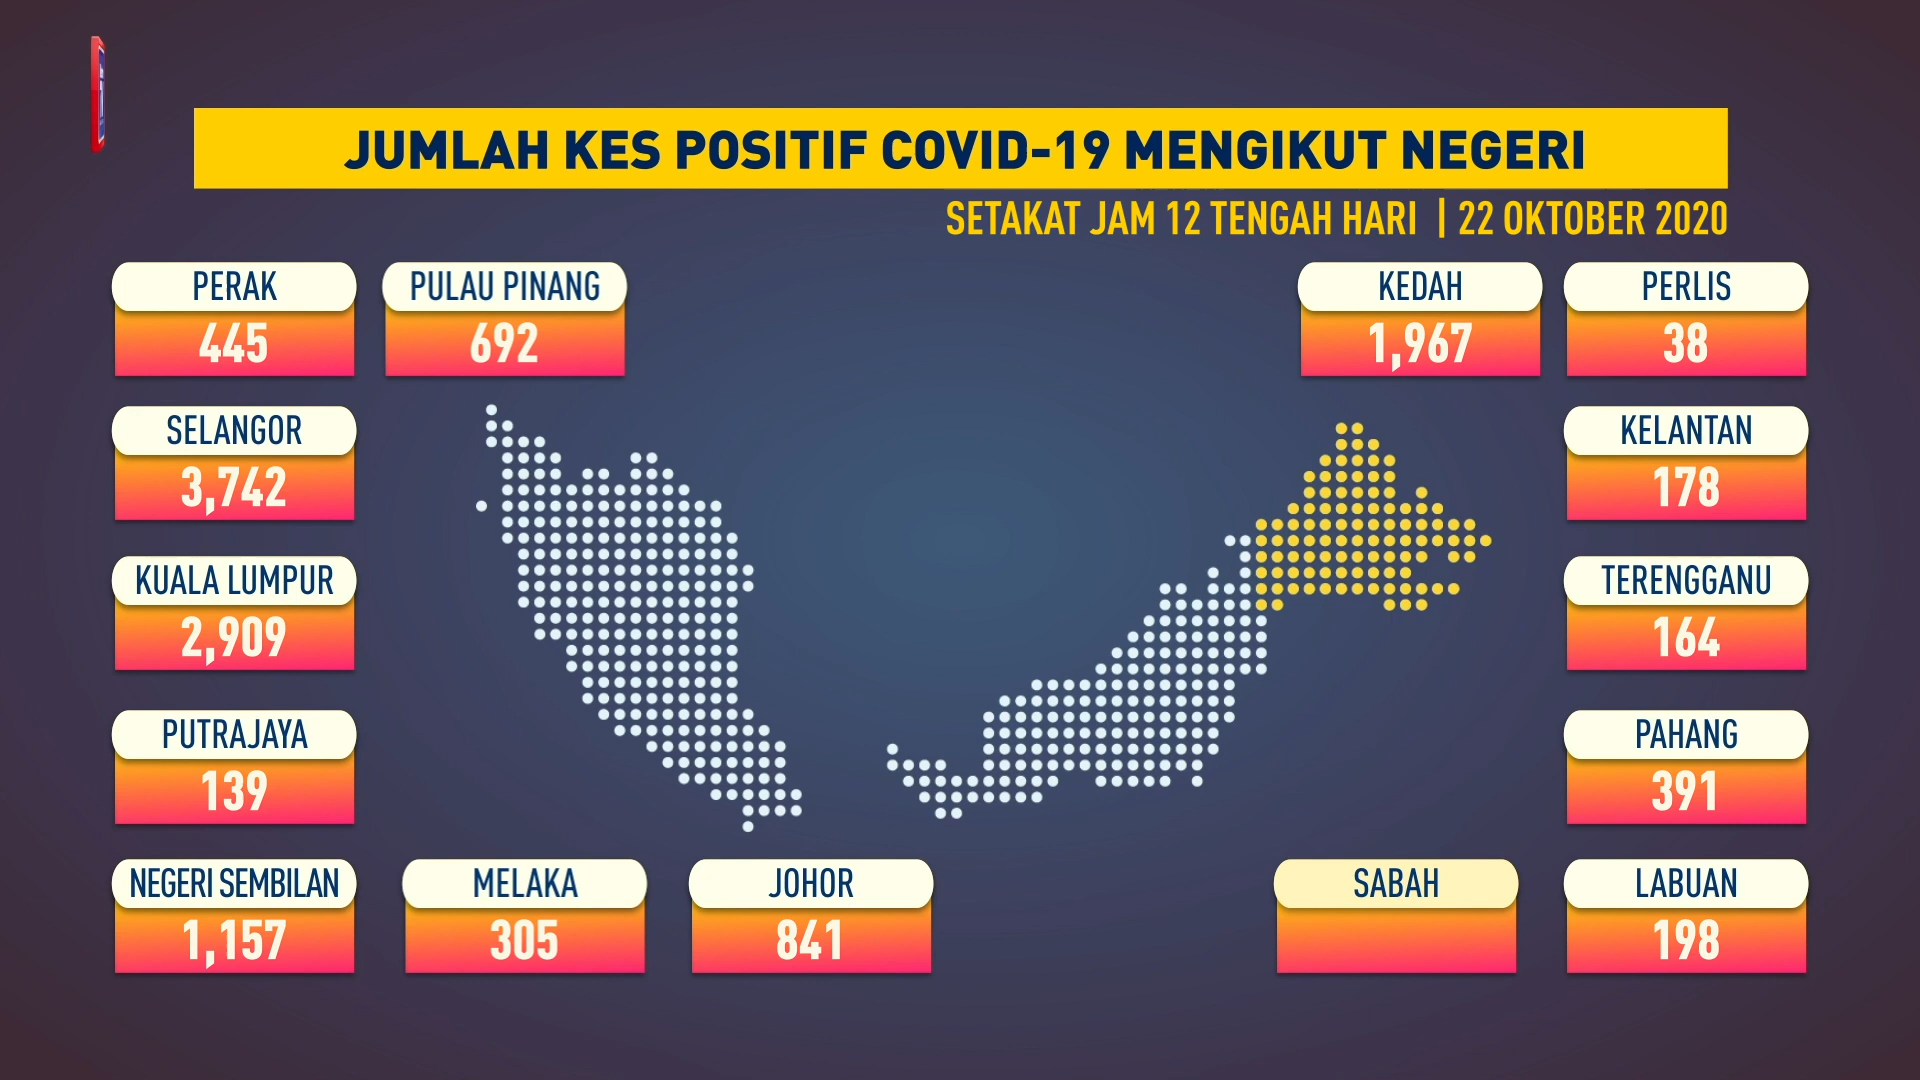 JUMLAH KES POSITIF COVID-19 MENGIKUT NEGERI
SETAKAT JAM 12 TENGAH HARI | 22 OKTOBER 2020
PERAK
445
PULAU PINANG
692
KEDAH
1,967
PERLIS
38
SELANGOR
3,742
KELANTAN
178
KUALA LUMPUR
2,909
TERENGGANU
164
PUTRAJAYA
139
PAHANG
391
NEGERI SEMBILAN
1,157
MELAKA
305
JOHOR
841
SABAH
LABUAN
198